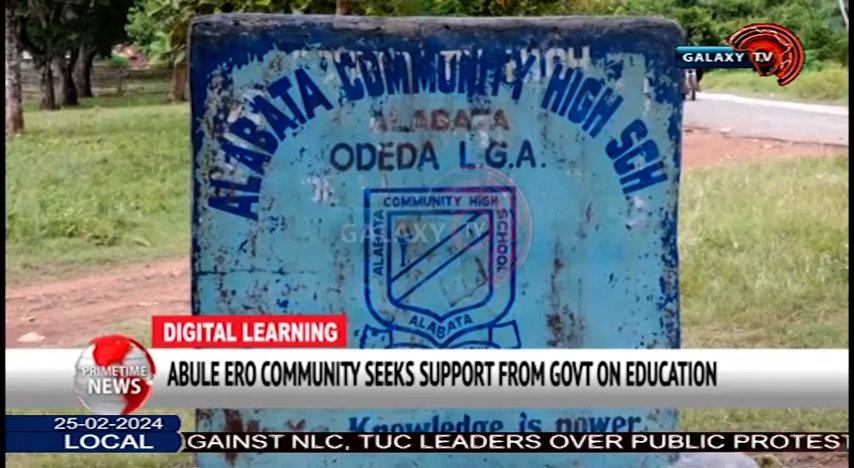 GALAXY TV
ALABATA COMMUNITY HIGH SCH
ALABATA
ODEDA L.G.A.
COMMUNITY HIGH
ALABATA
SCHOOL
GALAXY TV
ALABATA
DIGITAL LEARNING
PRIMETIME
NEWS
ABULE ERO COMMUNITY SEEKS SUPPORT FROM GOVT ON EDUCATION
Knowledge is power
25-02-2024
LOCAL
GAINST NLC, TUC LEADERS OVER PUBLIC PROTEST